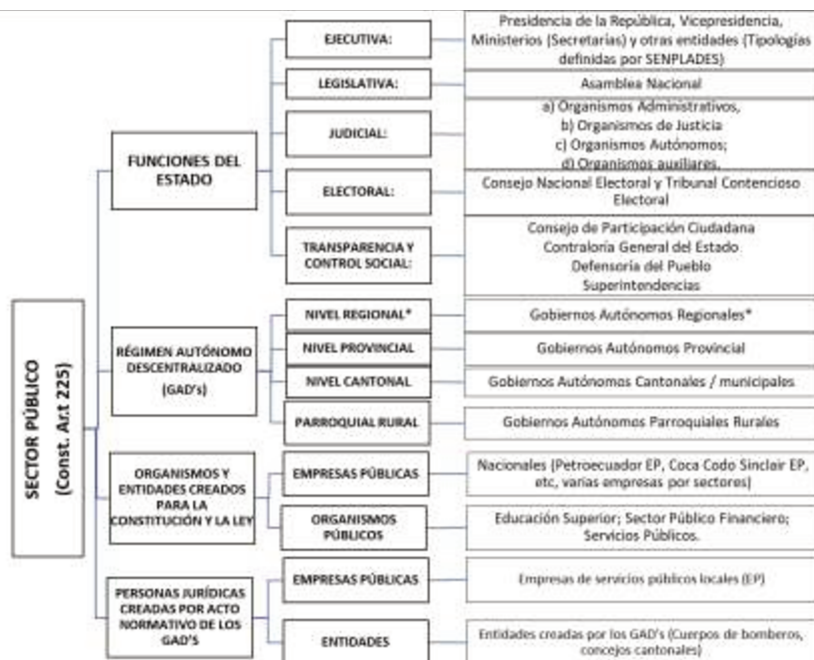 SECTOR PÚBLICO
(Const. Ar.t 225)
FUNCIONES DEL
ESTADO
EJECUTIVA:
Presidencia de la República, Vicepresidencia,
Ministerios (Secretarías) y otras entidades (Tipologías
definidas por SENPLADES)
LEGISLATIVA:
Asamblea Nacional
JUDICIAL:
a) Organismos Administrativos,
b) Organismos de Justicia
c) Organismos Autónomos;
d) Organismos auxiliares.
ELECTORAL:
Consejo Nacional Electoral y Tribunal Contencioso
Electoral
TRANSPARENCIA Y
CONTROL SOCIAL:
Consejo de Participación Ciudadana
Contraloría General del Estado
Defensoría del Pueblo
Superintendencias
RÉGIMEN AUTÓNOMO
DESCENTRALIZADO
(GAD's)
NIVEL REGIONAL*
Gobiernos Autónomos Regionales*
NIVEL PROVINCIAL
Gobiernos Autónomos Provincial
NIVEL CANTONAL
Gobiernos Autónomos Cantonales / municipales
PARROQUIAL RURAL
Gobiernos Autónomos Parroquiales Rurales
ORGANISMOS Y
ENTIDADES CREADOS
PARA LA
CONSTITUCIÓN Y LA LEY
EMPRESAS PÚBLICAS
Nacionales (Petroecuador EP, Coca Codo Sinclair EP,
etc, varias empresas por sectores)
ORGANISMOS
PÚBLICOS
Educación Superior; Sector Público Financiero;
Servicios Públicos.
PERSONAS JURÍDICAS
CREADAS POR ACTO
NORMATIVO DE LOS
GAD'S
EMPRESAS PÚBLICAS
Empresas de servicios públicos locales (EP)
ENTIDADES
Entidades creadas por los GAD's (Cuerpos de bomberos,
concejos cantonales)